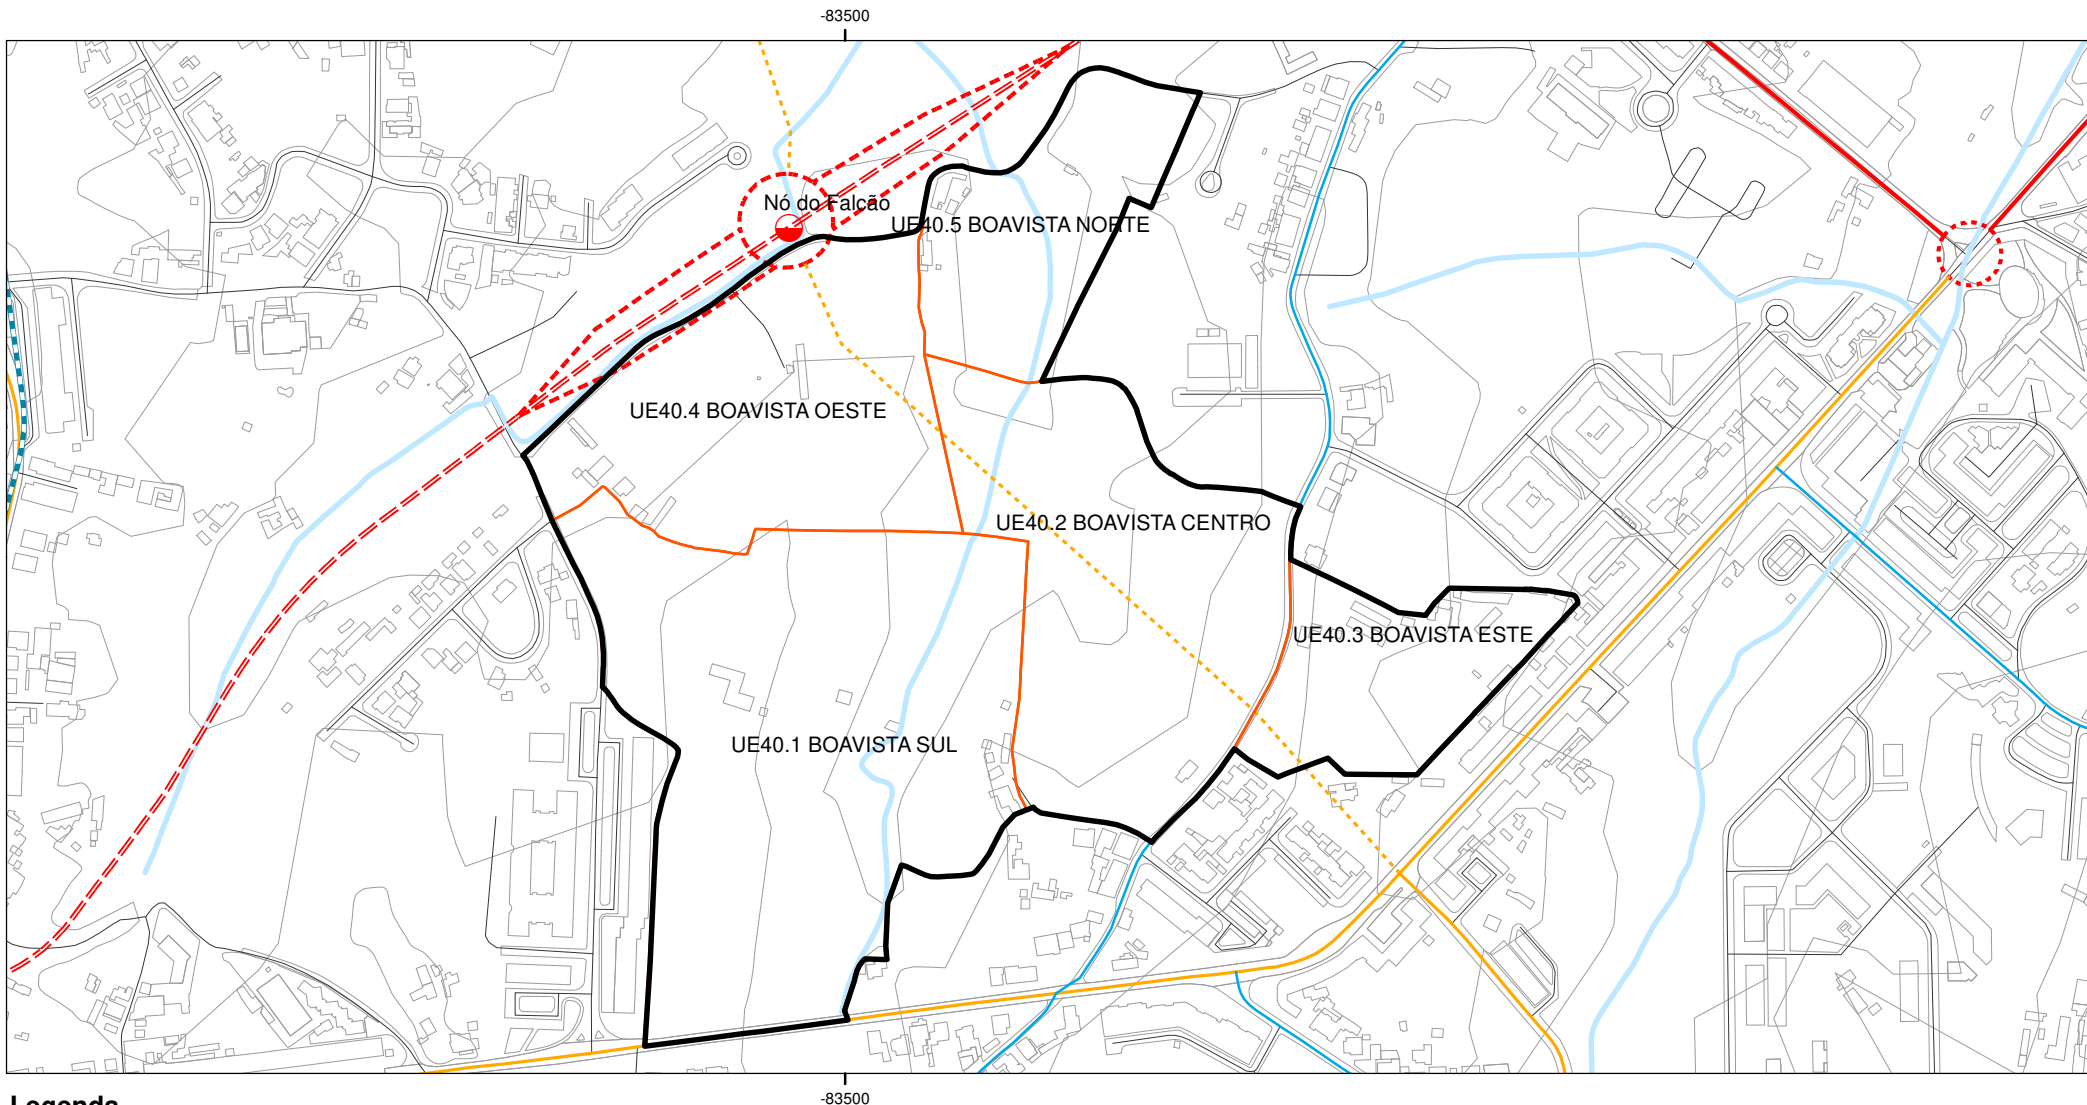 -83500
Nó do Falcão
UE40.5 BOAVISTA NORTE
UE40.4 BOAVISTA OESTE
UE40.2 BOAVISTA CENTRO
UE40.3 BOAVISTA ESTE
UE40.1 BOAVISTA SUL
-83500
Legenda